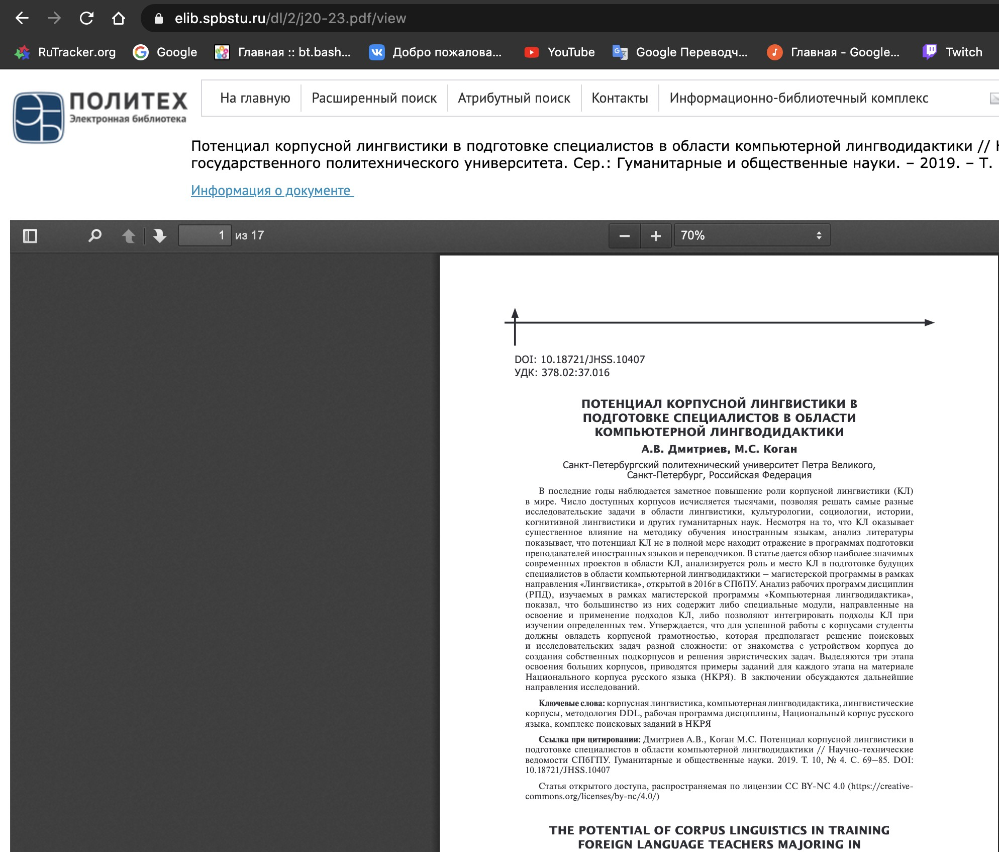 elib.spbstu.ru/dl/2/j20-23.pdf/view
RuTracker.org Google Главная :: bt.bash... Добро пожалова... YouTube Google Переводч... Главная - Google... Twitch
ПОЛИТЕХ
Электронная библиотека
На главную Расширенный поиск Атрибутный поиск Контакты Информационно-библиотечный комплекс
Потенциал корпусной лингвистики в подготовке специалистов в области компьютерной лингводидактики //
государственного политехнического университета. Сер.: Гуманитарные и общественные науки. – 2019. – Т.
Информация о документе
1 из 17 70%
DOI: 10.18721/JHSS.10407
УДК: 378.02:37.016
ПОТЕНЦИАЛ КОРПУСНОЙ ЛИНГВИСТИКИ В
ПОДГОТОВКЕ СПЕЦИАЛИСТОВ В ОБЛАСТИ
КОМПЬЮТЕРНОЙ ЛИНГВОДИДАКТИКИ
А.В. Дмитриев, М.С. Коган
Санкт-Петербургский политехнический университет Петра Великого,
Санкт-Петербург, Российская Федерация
В последние годы наблюдается заметное повышение роли корпусной лингвистики (КЛ)
в мире. Число доступных корпусов исчисляется тысячами, позволяя решать самые разные
исследовательские задачи в области лингвистики, культурологии, социологии, истории,
когнитивной лингвистики и других гуманитарных наук. Несмотря на то, что КЛ оказывает
существенное влияние на методику обучения иностранным языкам, анализ литературы
показывает, что потенциал КЛ не в полной мере находит отражение в программах подготовки
преподавателей иностранных языков и переводчиков. В статье дается обзор наиболее значимых
современных проектов в области КЛ, анализируется роль и место КЛ в подготовке будущих
специалистов в области компьютерной лингводидактики – магистерской программы в рамках
направления «Лингвистика», открытой в 2016г в СПбПУ. Анализ рабочих программ дисциплин
(РПД), изучаемых в рамках магистерской программы «Компьютерная лингводидактика»,
показал, что большинство из них содержит либо специальные модули, направленные на
освоение и применение подходов КЛ, либо позволяют интегрировать подходы КЛ при
изучении определенных тем. Утверждается, что для успешной работы с корпусами студенты
должны овладеть корпусной грамотностью, которая предполагает решение поисковых
и исследовательских задач разной сложности: от знакомства с устройством корпуса до
создания собственных подкорпусов и решения эвристических задач. Выделяются три этапа
освоения больших корпусов, приводятся примеры заданий для каждого этапа на материале
Национального корпуса русского языка (НКРЯ). В заключении обсуждаются дальнейшие
направления исследований.
Ключевые слова: корпусная лингвистика, компьютерная лингводидактика, лингвистические
корпусы, методология DDL, рабочая программа дисциплины, Национальный корпус русского
языка, комплекс поисковых заданий в НКРЯ
Ссылка при цитировании: Дмитриев А.В., Коган М.С. Потенциал корпусной лингвистики в
подготовке специалистов в области компьютерной лингводидактики // Научно-технические
ведомости СПбГПУ. Гуманитарные и общественные науки. 2019. Т. 10, № 4. С. 69–85. DOI:
10.18721/JHSS.10407
Статья открытого доступа, распространяемая по лицензии CC BY-NC 4.0 (https://creative-
commons.org/licenses/by-nc/4.0/)
THE POTENTIAL OF CORPUS LINGUISTICS IN TRAINING
FOREIGN LANGUAGE TEACHERS MAJORING IN